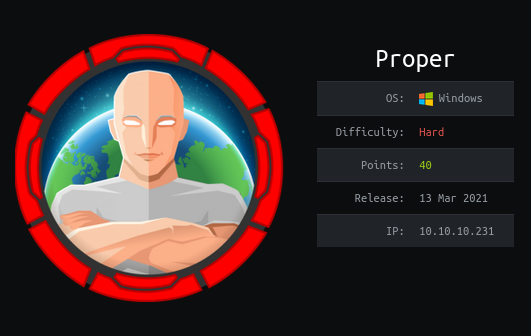 Proper
OS: Windows
Difficulty: Hard
Points: 40
Release: 13 Mar 2021
IP: 10.10.10.231